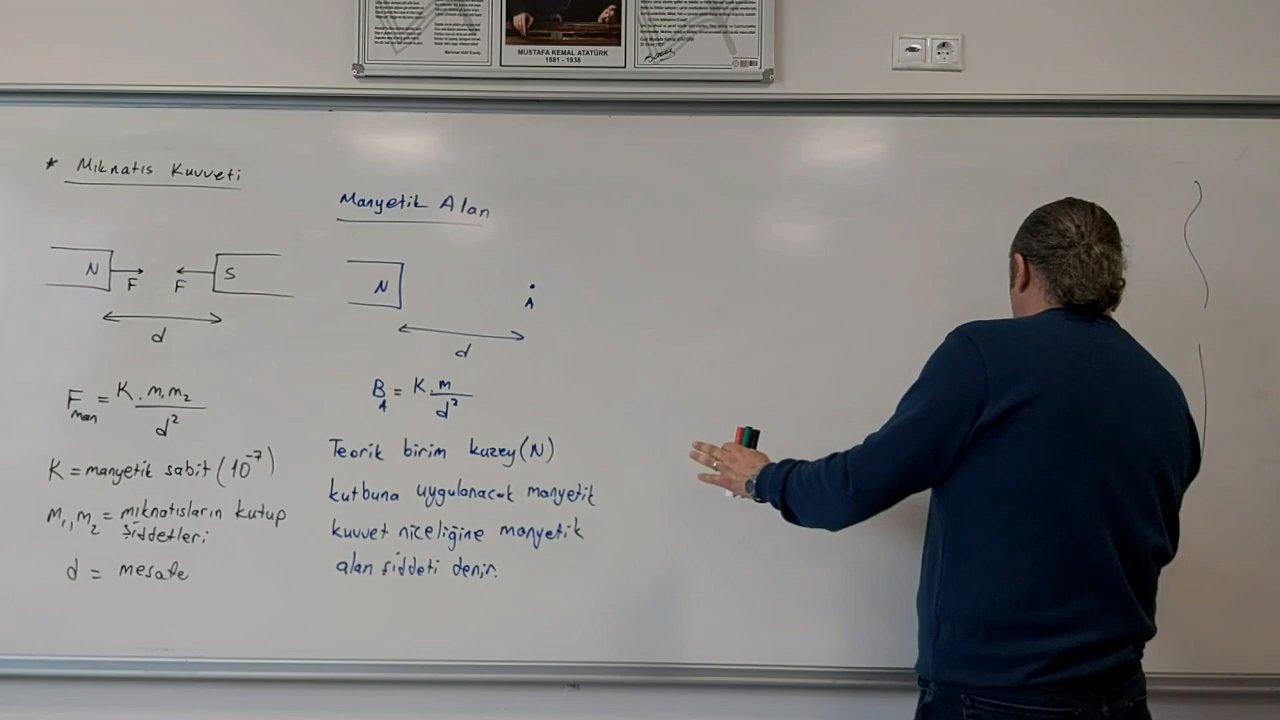 MUSTAFA KEMAL ATATÜRK
1881 - 1938
* Mıknatıs Kuvveti
N F F S
d
F man = K . m₁ m₂ / d²
K = manyetik sabit (10⁻⁷)
m₁, m₂ = mıknatısların kutup
şiddetleri
d = mesafe
Manyetik Alan
N A
d
B A = K . m / d²
Teorik birim kuzey (N)
kutbuna uygulanacak manyetik
kuvvet niceliğine manyetik
alan şiddeti denir.